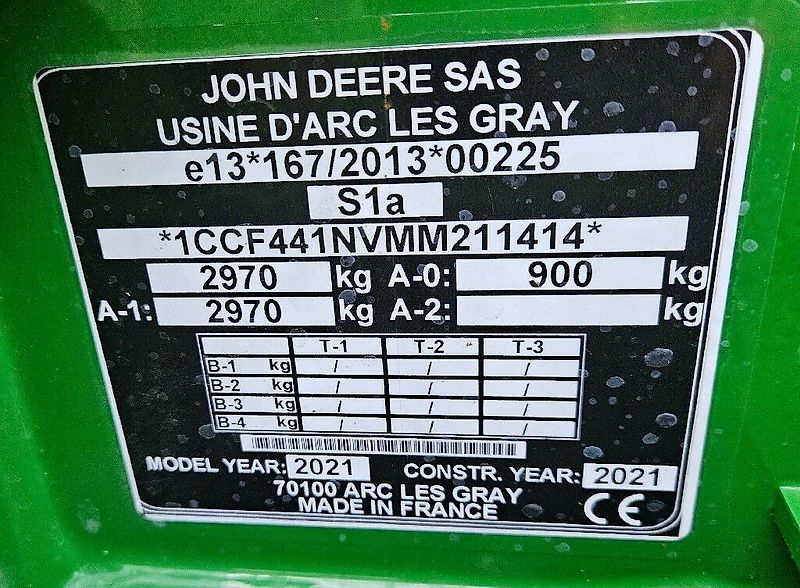 JOHN DEERE SAS
USINE D'ARC LES GRAY
e13*167/2013*00225
S1a
*1CCF441NVMM211414*
2970 kg A-0: 900 kg
A-1: 2970 kg A-2: kg
T-1 T-2 T-3
B-1 kg / / /
B-2 kg / / /
B-3 kg / / /
B-4 kg / / /
MODEL YEAR: 2021 CONSTR. YEAR: 2021
70100 ARC LES GRAY
MADE IN FRANCE CE